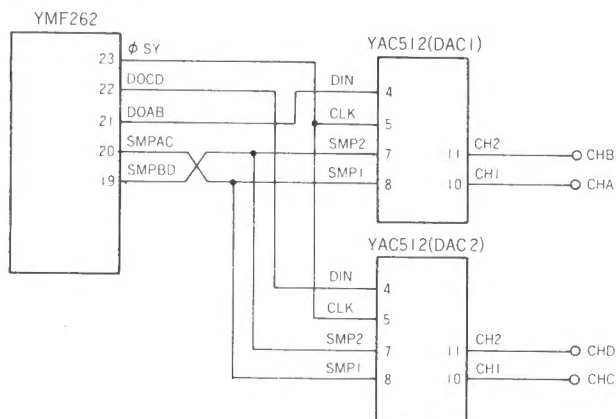 YMF262
YAC512(DAC1)
23 φ SY
22 DOCD
21 DOAB
20 SMPAC
19 SMPBD
DIN 4
CLK 5
SMP2 7 11 CH2 CHB
SMP1 8 10 CH1 CHA
YAC512(DAC2)
DIN 4
CLK 5
SMP2 7 11 CH2 CHD
SMP1 8 10 CH1 CHC